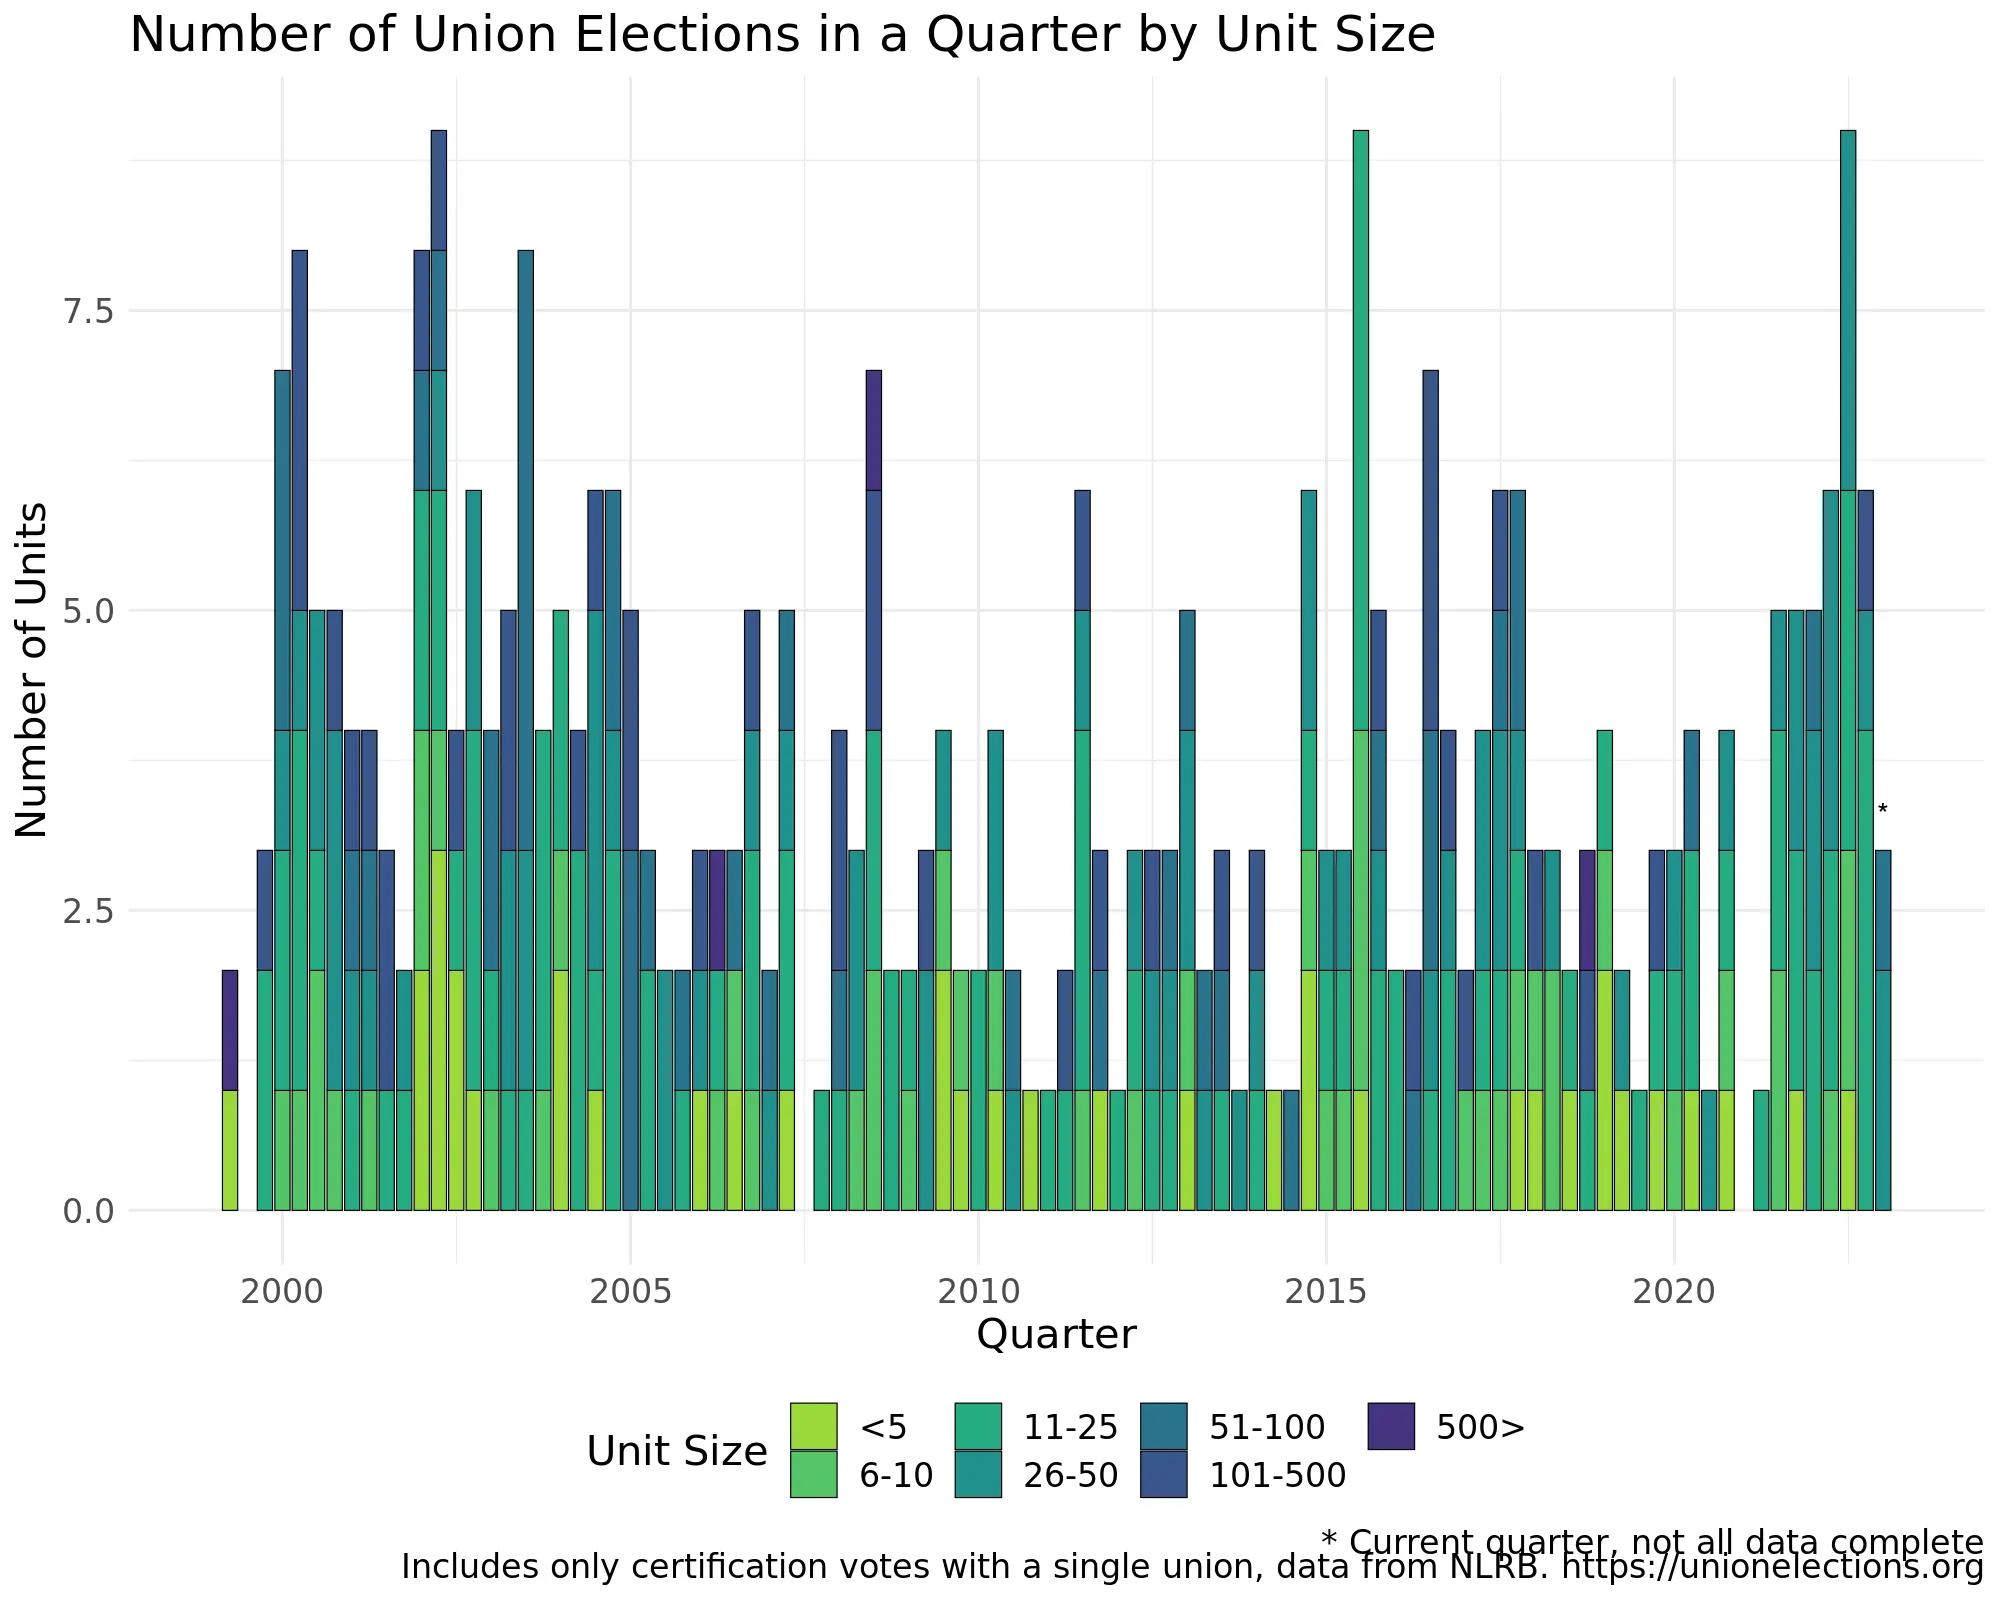 Number of Union Elections in a Quarter by Unit Size
Number of Units
7.5
5.0
2.5
0.0
*
2000 2005 2010 2015 2020
Quarter
Unit Size
<5 11-25 51-100 500>
6-10 26-50 101-500
* Current quarter, not all data complete
Includes only certification votes with a single union, data from NLRB. https://unionelections.org